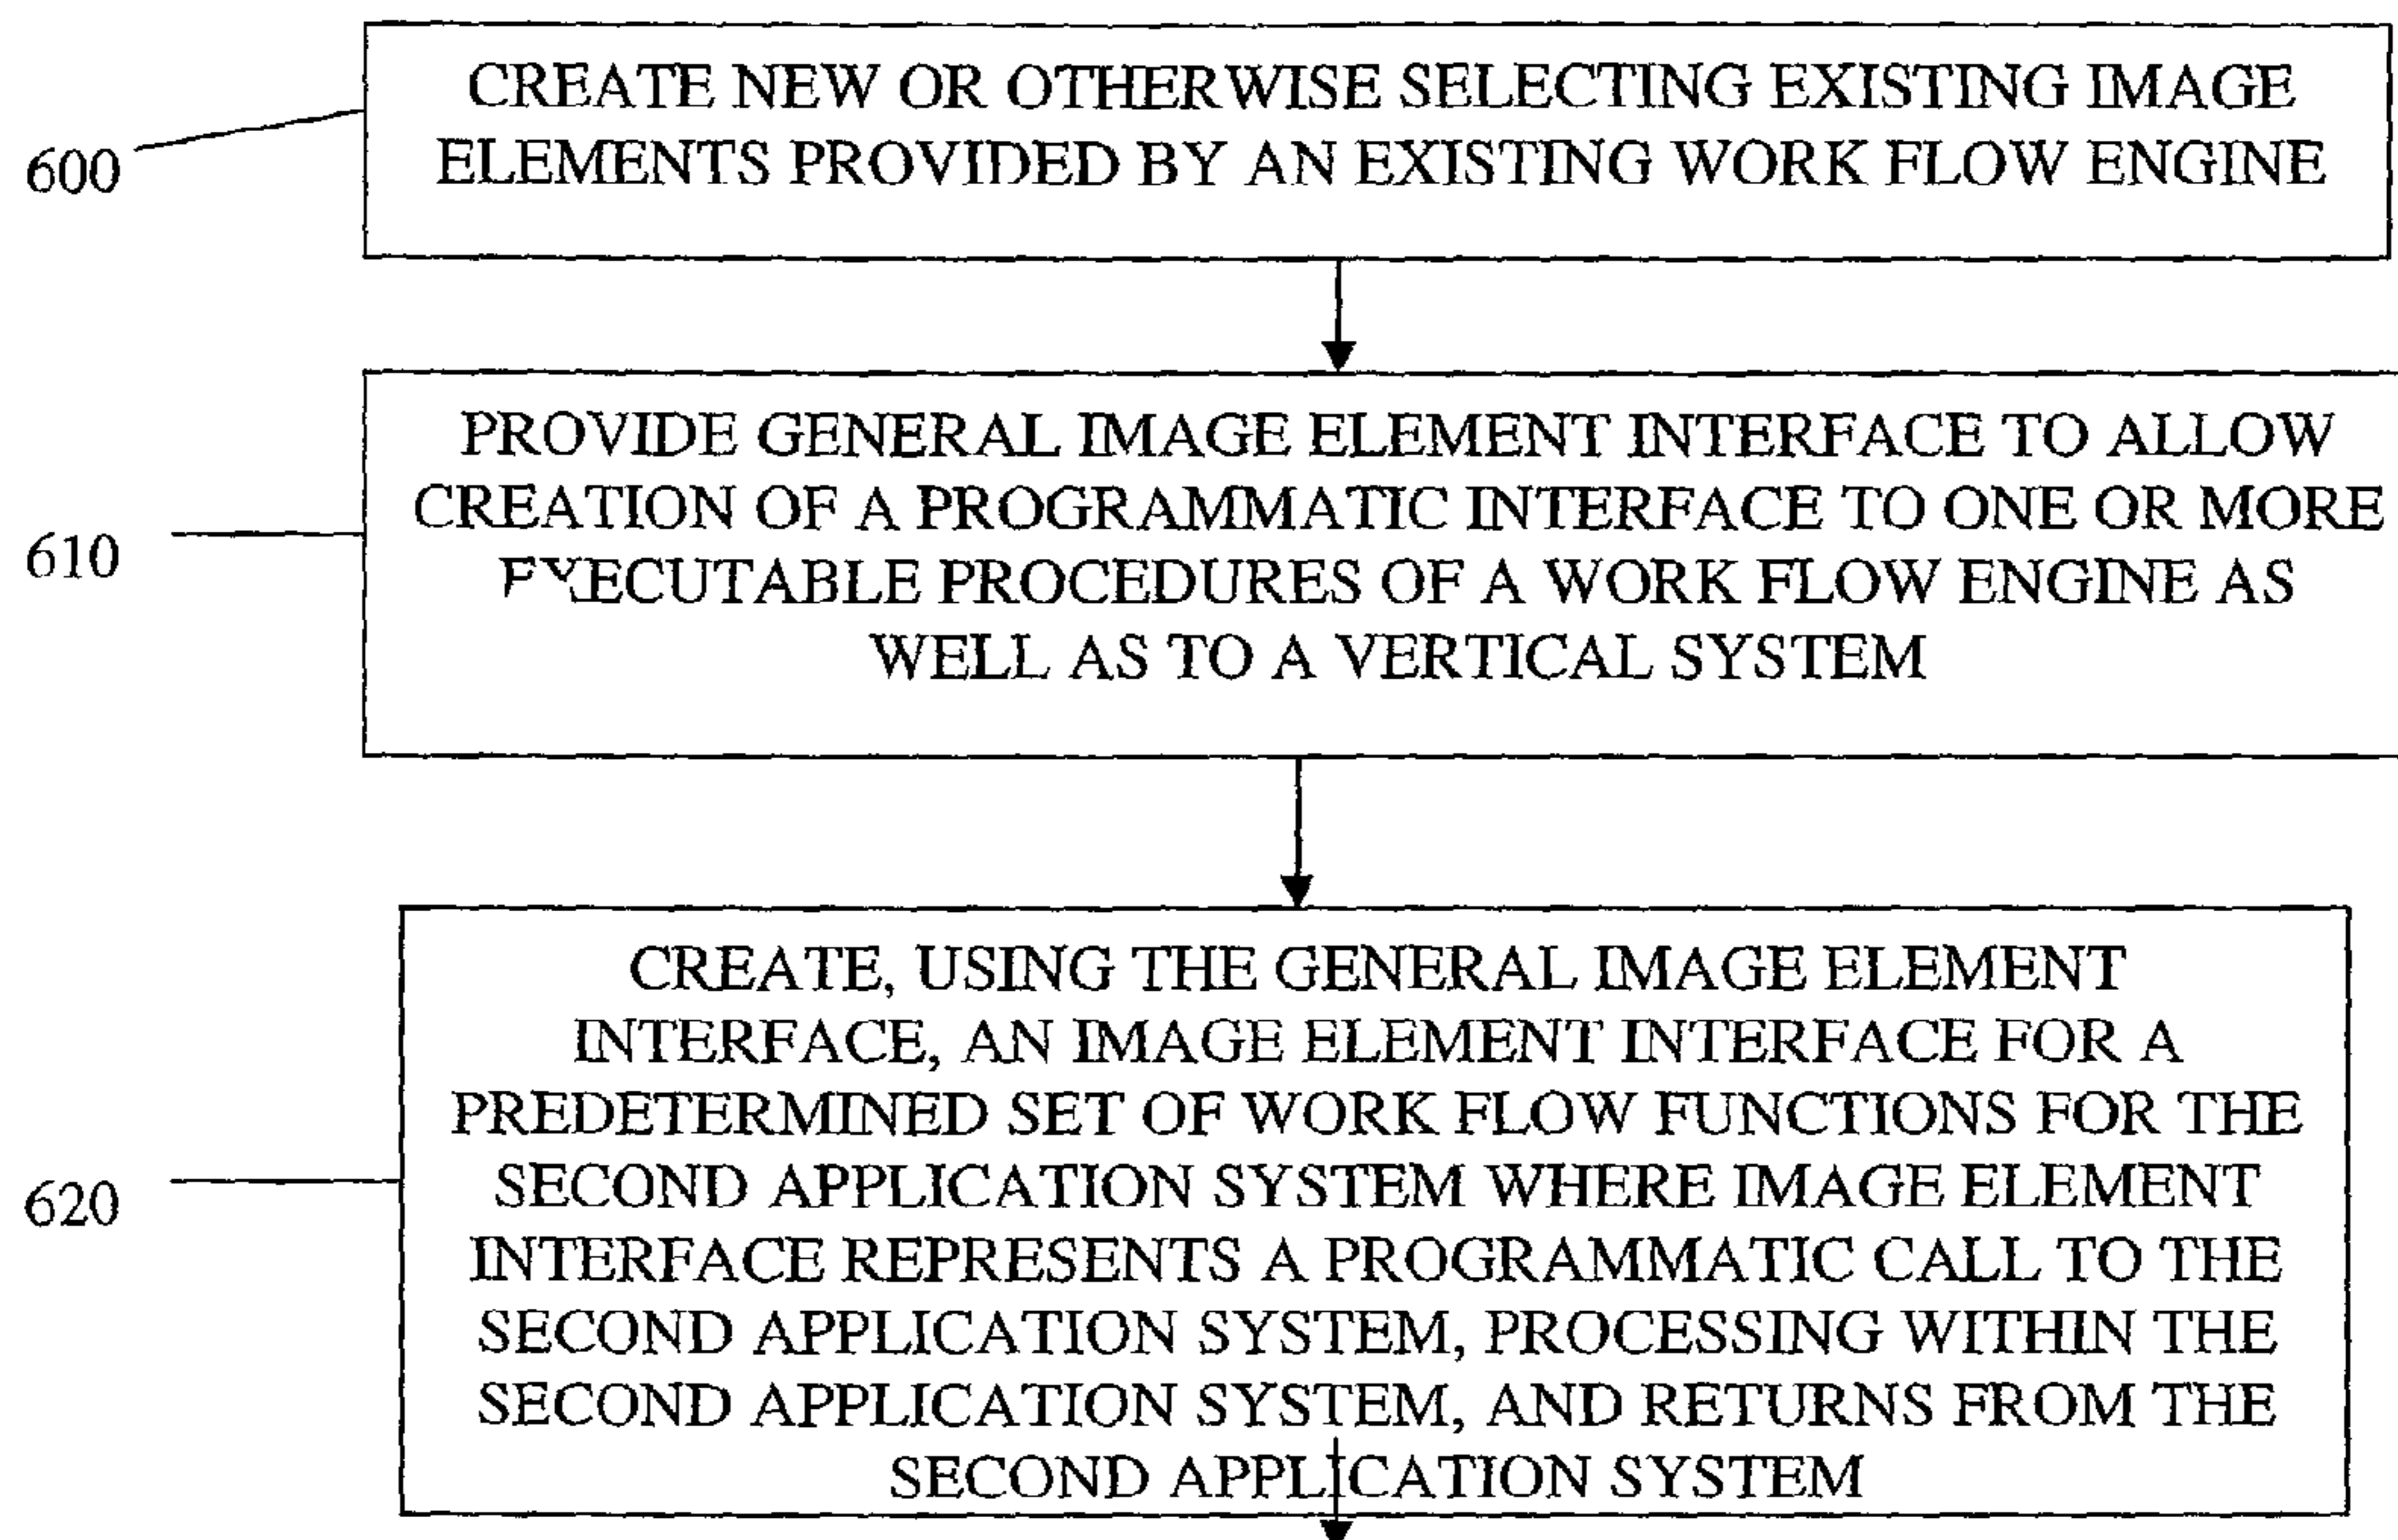 CREATE NEW OR OTHERWISE SELECTING EXISTING IMAGE
ELEMENTS PROVIDED BY AN EXISTING WORK FLOW ENGINE
600
PROVIDE GENERAL IMAGE ELEMENT INTERFACE TO ALLOW
CREATION OF A PROGRAMMATIC INTERFACE TO ONE OR MORE
EXECUTABLE PROCEDURES OF A WORK FLOW ENGINE AS
WELL AS TO A VERTICAL SYSTEM
610
CREATE, USING THE GENERAL IMAGE ELEMENT
INTERFACE, AN IMAGE ELEMENT INTERFACE FOR A
PREDETERMINED SET OF WORK FLOW FUNCTIONS FOR THE
SECOND APPLICATION SYSTEM WHERE IMAGE ELEMENT
INTERFACE REPRESENTS A PROGRAMMATIC CALL TO THE
SECOND APPLICATION SYSTEM, PROCESSING WITHIN THE
SECOND APPLICATION SYSTEM, AND RETURNS FROM THE
SECOND APPLICATION SYSTEM
620